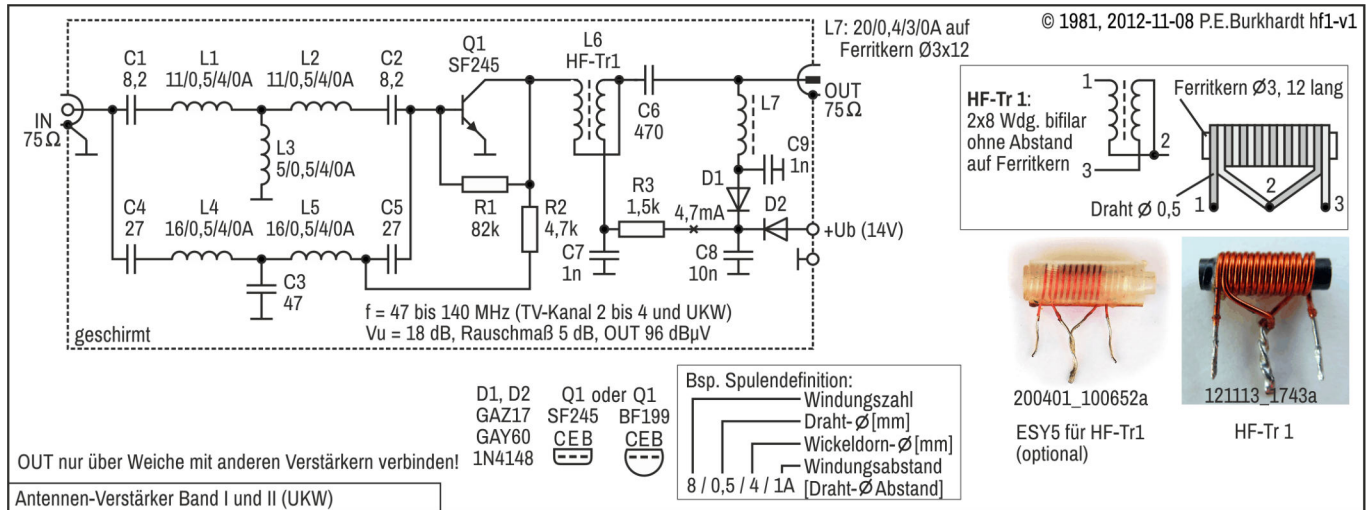 © 1981, 2012-11-08 P.E.Burkhardt hf1-v1
L7: 20/0,4/3/0A auf
Ferritkern Ø3x12
C1
8,2
L1
11/0,5/4/0A
L2
11/0,5/4/0A
C2
8,2
Q1
SF245
L6
HF-Tr1
C6
470
L7
OUT
75Ω
IN
75Ω
L3
5/0,5/4/0A
C9
1n
C4
27
L4
16/0,5/4/0A
L5
16/0,5/4/0A
C5
27
R1
82k
R2
4,7k
R3
1,5k
4,7mA
D1
D2
+Ub (14V)
C7
1n
C8
10n
C3
47
f = 47 bis 140 MHz (TV-Kanal 2 bis 4 und UKW)
Vu = 18 dB, Rauschmaß 5 dB, OUT 96 dBµV
geschirmt
HF-Tr 1:
2x8 Wdg. bifilar
ohne Abstand
auf Ferritkern
1
2
3
Ferritkern Ø3, 12 lang
Draht Ø 0,5
1
2
3
200401_100652a
ESY5 für HF-Tr1
(optional)
121113_1743a
HF-Tr 1
D1, D2
GAZ17
GAY60
1N4148
Q1 oder Q1
SF245 BF199
CEB CEB
Bsp. Spulendefinition:
Windungszahl
Draht-Ø[mm]
Wickeldorn-Ø[mm]
Windungsabstand
8 / 0,5 / 4 / 1A [Draht-Ø Abstand]
OUT nur über Weiche mit anderen Verstärkern verbinden!
Antennen-Verstärker Band I und II (UKW)